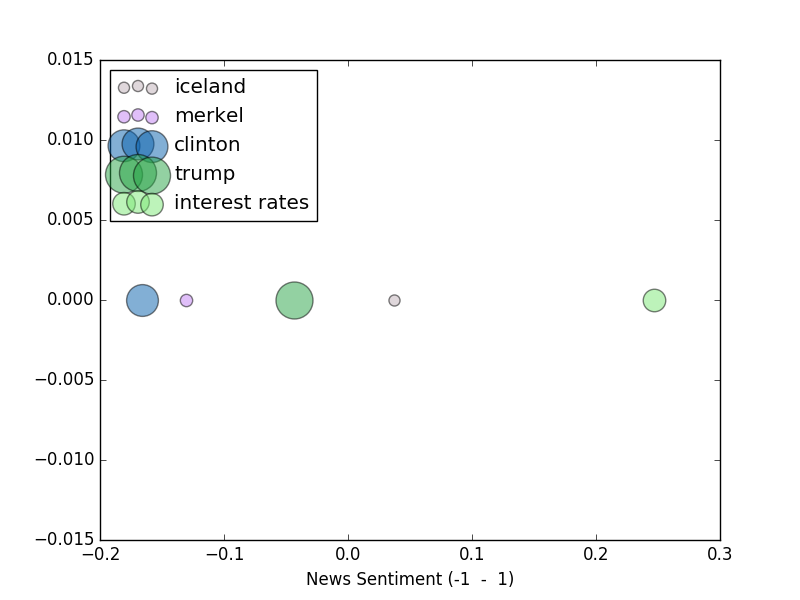 0.015
0.010
0.005
0.000
−0.005
−0.010
−0.015
iceland
merkel
clinton
trump
interest rates
−0.2 −0.1 0.0 0.1 0.2 0.3
News Sentiment (-1  -  1)